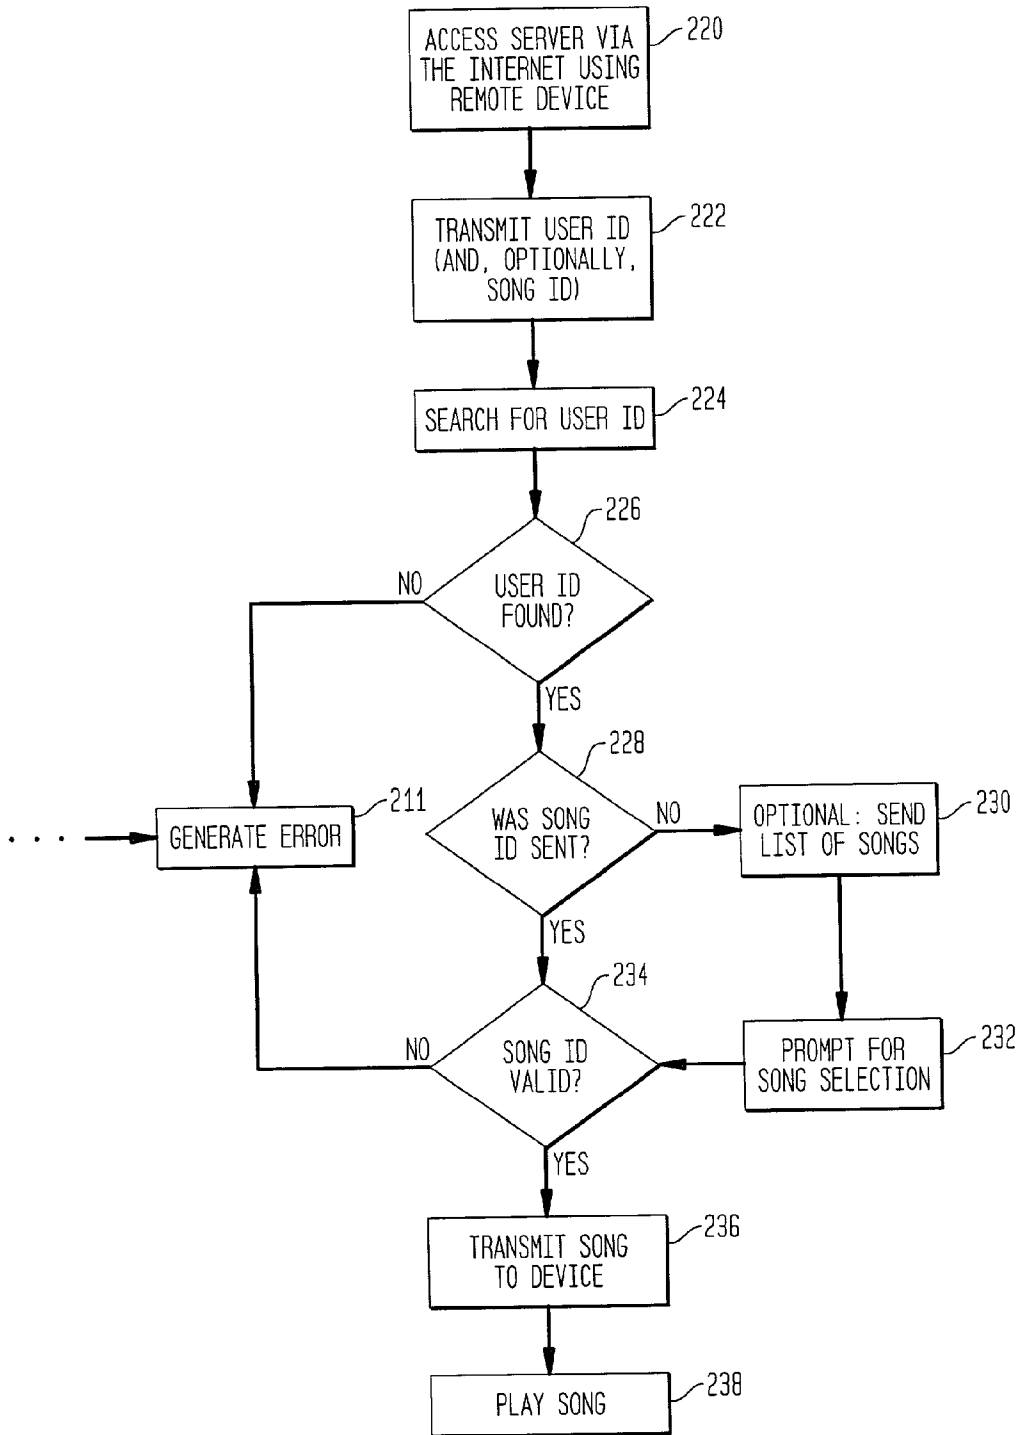 ACCESS SERVER VIA
THE INTERNET USING
REMOTE DEVICE
220
TRANSMIT USER ID
(AND, OPTIONALLY,
SONG ID)
222
SEARCH FOR USER ID
224
226
USER ID
FOUND?
NO
YES
228
WAS SONG
ID SENT?
NO
YES
211
GENERATE ERROR
. . .
OPTIONAL: SEND
LIST OF SONGS
230
PROMPT FOR
SONG SELECTION
232
234
SONG ID
VALID?
NO
YES
TRANSMIT SONG
TO DEVICE
236
PLAY SONG
238